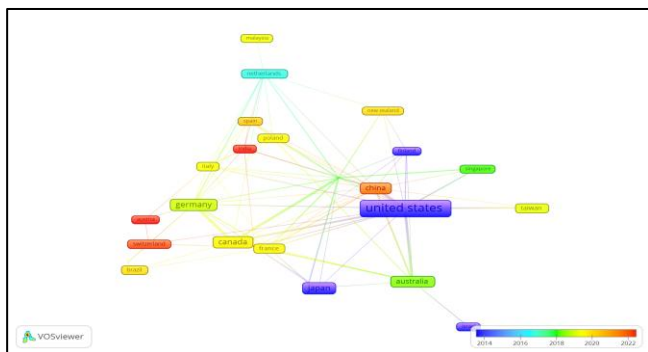 malaysia
netherlands
spain
new zealand
poland
finland
italy
singapore
china
germany
united states
taiwan
switzerland
canada
france
brazil
australia
japan
VOSviewer
2014 2016 2018 2020 2022